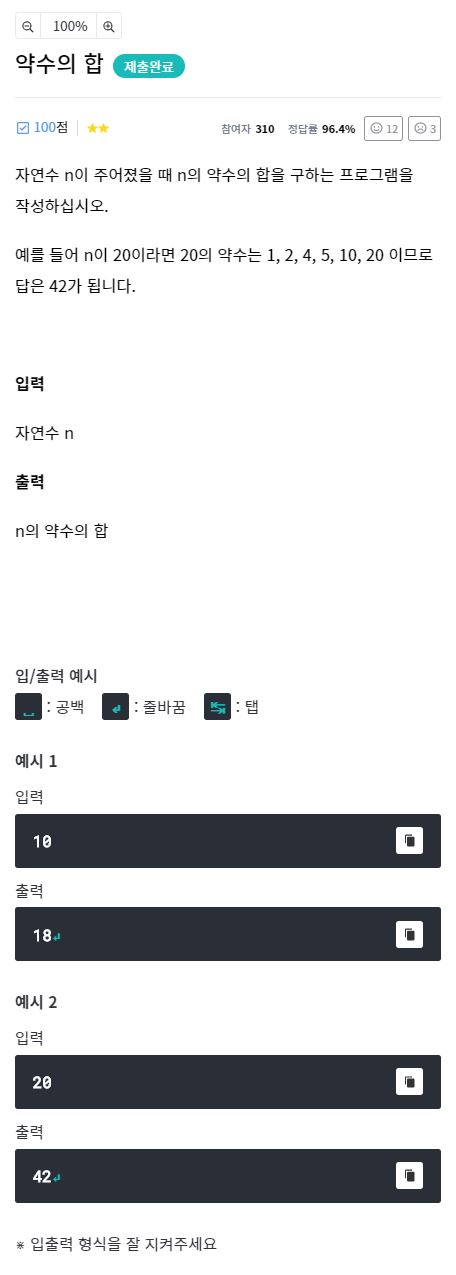 100%
약수의 합 제출완료
100점 참여자 310 정답률 96.4% 12 3
자연수 n이 주어졌을 때 n의 약수의 합을 구하는 프로그램을
작성하십시오.
예를 들어 n이 20이라면 20의 약수는 1, 2, 4, 5, 10, 20 이므로
답은 42가 됩니다.
입력
자연수 n
출력
n의 약수의 합
입/출력 예시
: 공백 : 줄바꿈 : 탭
예시 1
입력
10
출력
18
예시 2
입력
20
출력
42
※ 입출력 형식을 잘 지켜주세요